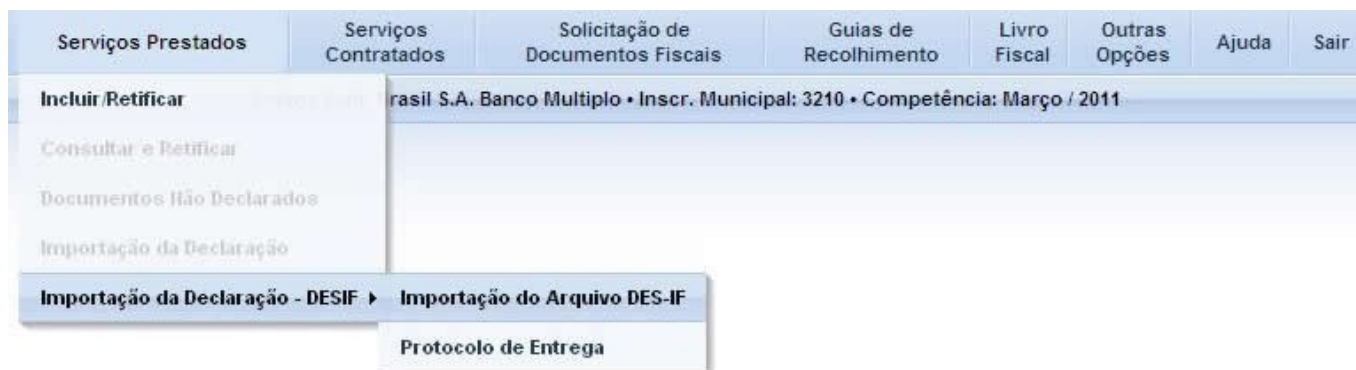 Serviços Prestados
Serviços
Contratados
Solicitação de
Documentos Fiscais
Guias de
Recolhimento
Livro
Fiscal
Outras
Opções
Ajuda
Sair
Incluir/Retificar
rasil S.A. Banco Multiplo • Inscr. Municipal: 3210 • Competência: Março / 2011
Consultar e Retificar
Documentos Não Declarados
Importação da Declaração
Importação da Declaração - DESIF
Importação do Arquivo DES-IF
Protocolo de Entrega